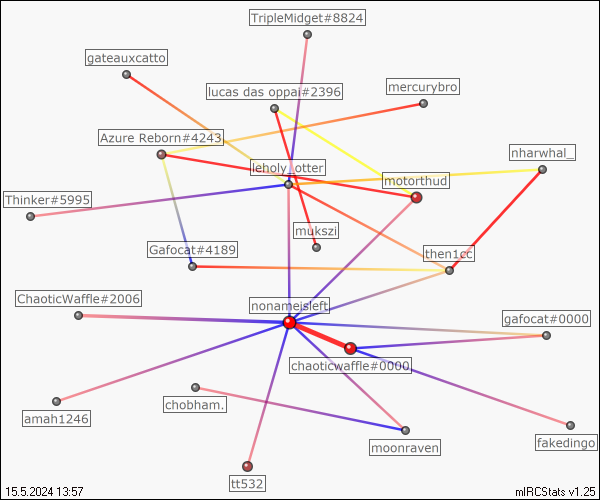 TripleMidget#8824
gateauxcatto
lucas das oppai#2396
mercurybro
Azure Reborn#4243
nharwhal_
leholy_otter
motorthud
Thinker#5995
mukszi
Gafocat#4189
then1cc
ChaoticWaffle#2006
nonameisleft
gafocat#0000
chaoticwaffle#0000
chobham.
amah1246
fakedingo
moonraven
tt532
15.5.2024 13:57
mIRCStats v1.25